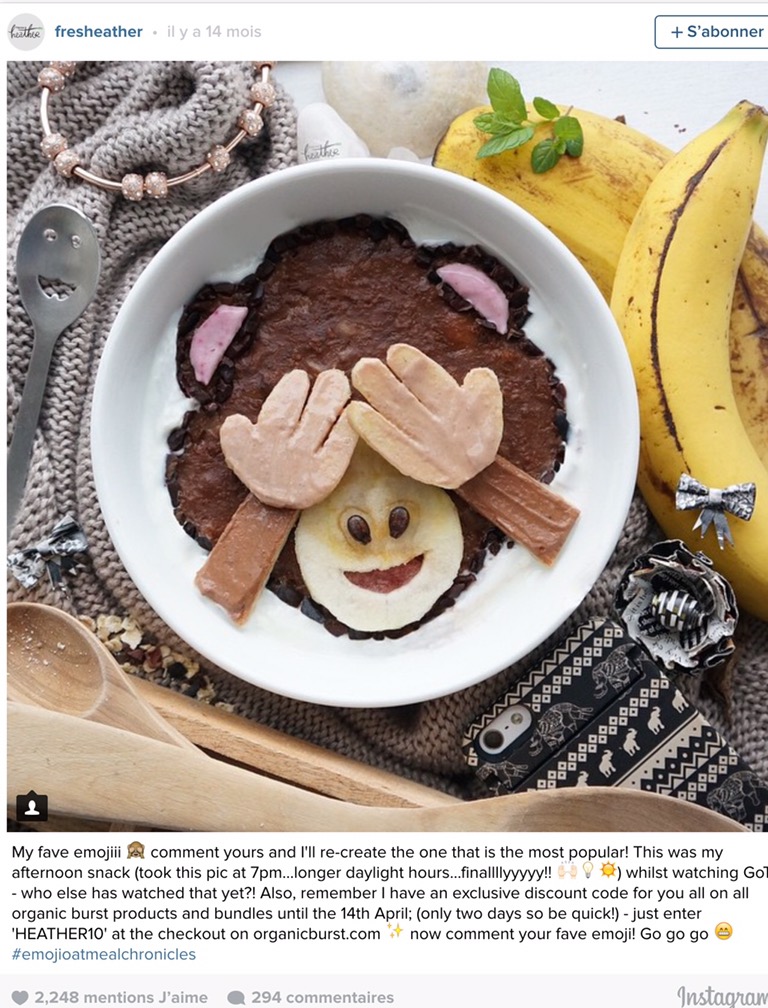 heather
fresheather • il y a 14 mois
+ S'abonner
heather
My fave emojiii 🙈 comment yours and I'll re-create the one that is the most popular! This was my
afternoon snack (took this pic at 7pm...longer daylight hours...finallllyyyyy!! 🙌🏻💡☀️) whilst watching GoT
- who else has watched that yet?! Also, remember I have an exclusive discount code for you all on all
organic burst products and bundles until the 14th April; (only two days so be quick!) - just enter
'HEATHER10' at the checkout on organicburst.com ✨ now comment your fave emoji! Go go go 😁
#emojioatmealchronicles
2,248 mentions J'aime 294 commentaires
Instagram